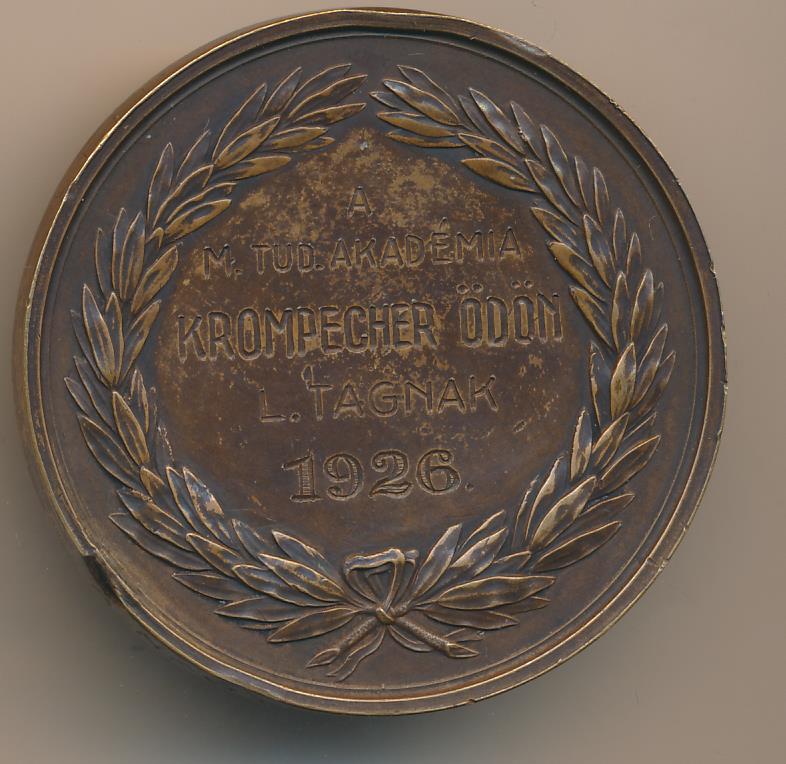 A
M. TUD. AKADÉMIA
KROMPECHER ÖDÖN
L. TAGNAK
1926.